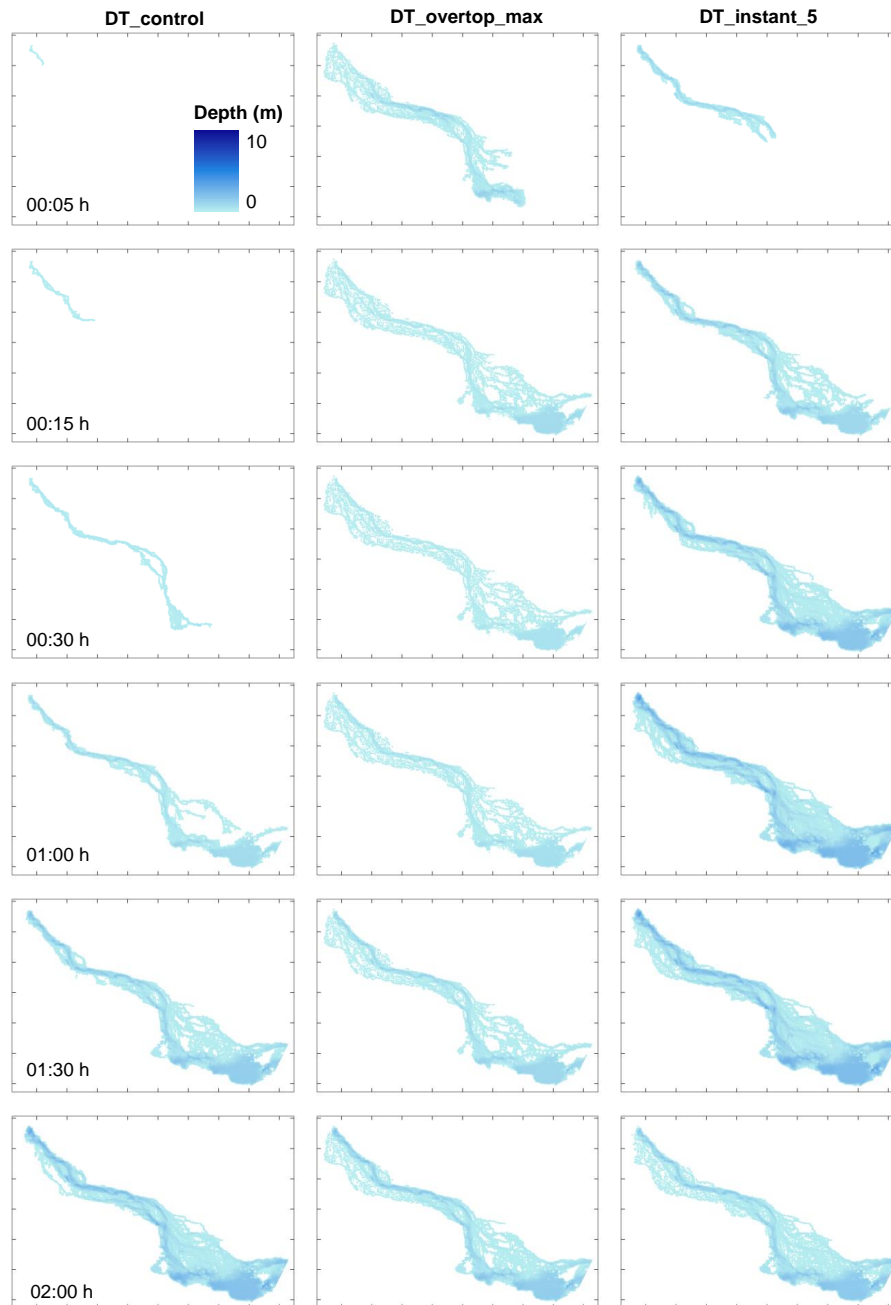 DT_control DT_overtop_max DT_instant_5
Depth (m)
10
0
00:05 h
00:15 h
00:30 h
01:00 h
01:30 h
02:00 h